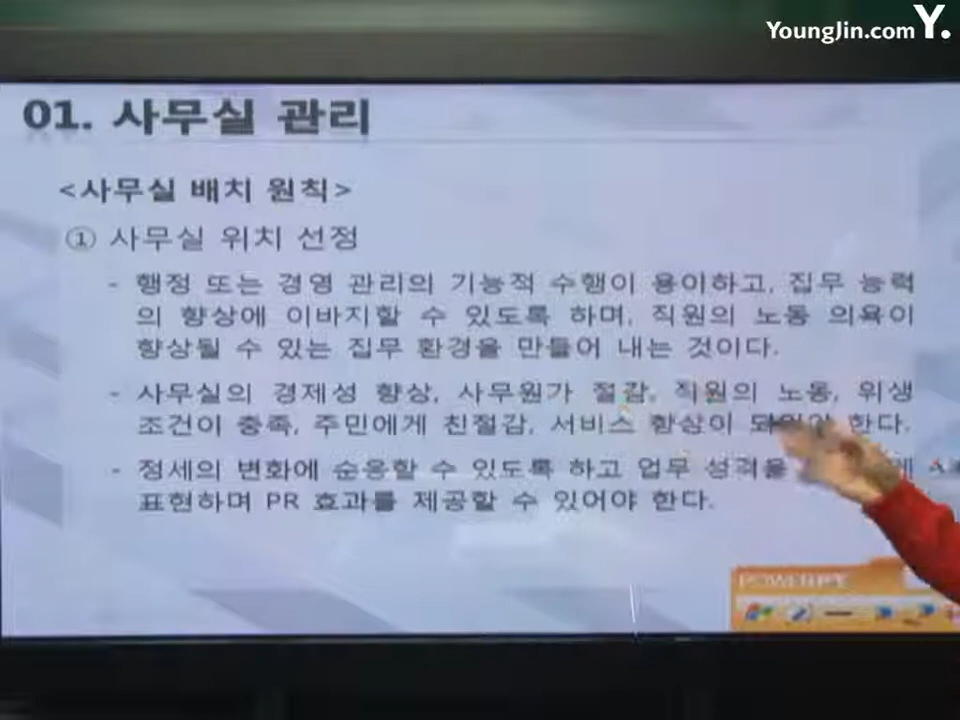 YoungJin.com Y.
01. 사무실 관리
<사무실 배치 원칙>
① 사무실 위치 선정
- 행정 또는 경영 관리의 기능적 수행이 용이하고, 집무 능력
의 향상에 이바지할 수 있도록 하며, 직원의 노동 의욕이
향상될 수 있는 집무 환경을 만들어 내는 것이다.
- 사무실의 경제성 향상, 사무원가 절감, 직원의 노동, 위생
조건이 충족, 주민에게 친절감, 서비스 향상이 한다.
- 정세의 변화에 순응할 수 있도록 하고 업무 성격을
표현하며 PR 효과를 제공할 수 있어야 한다.